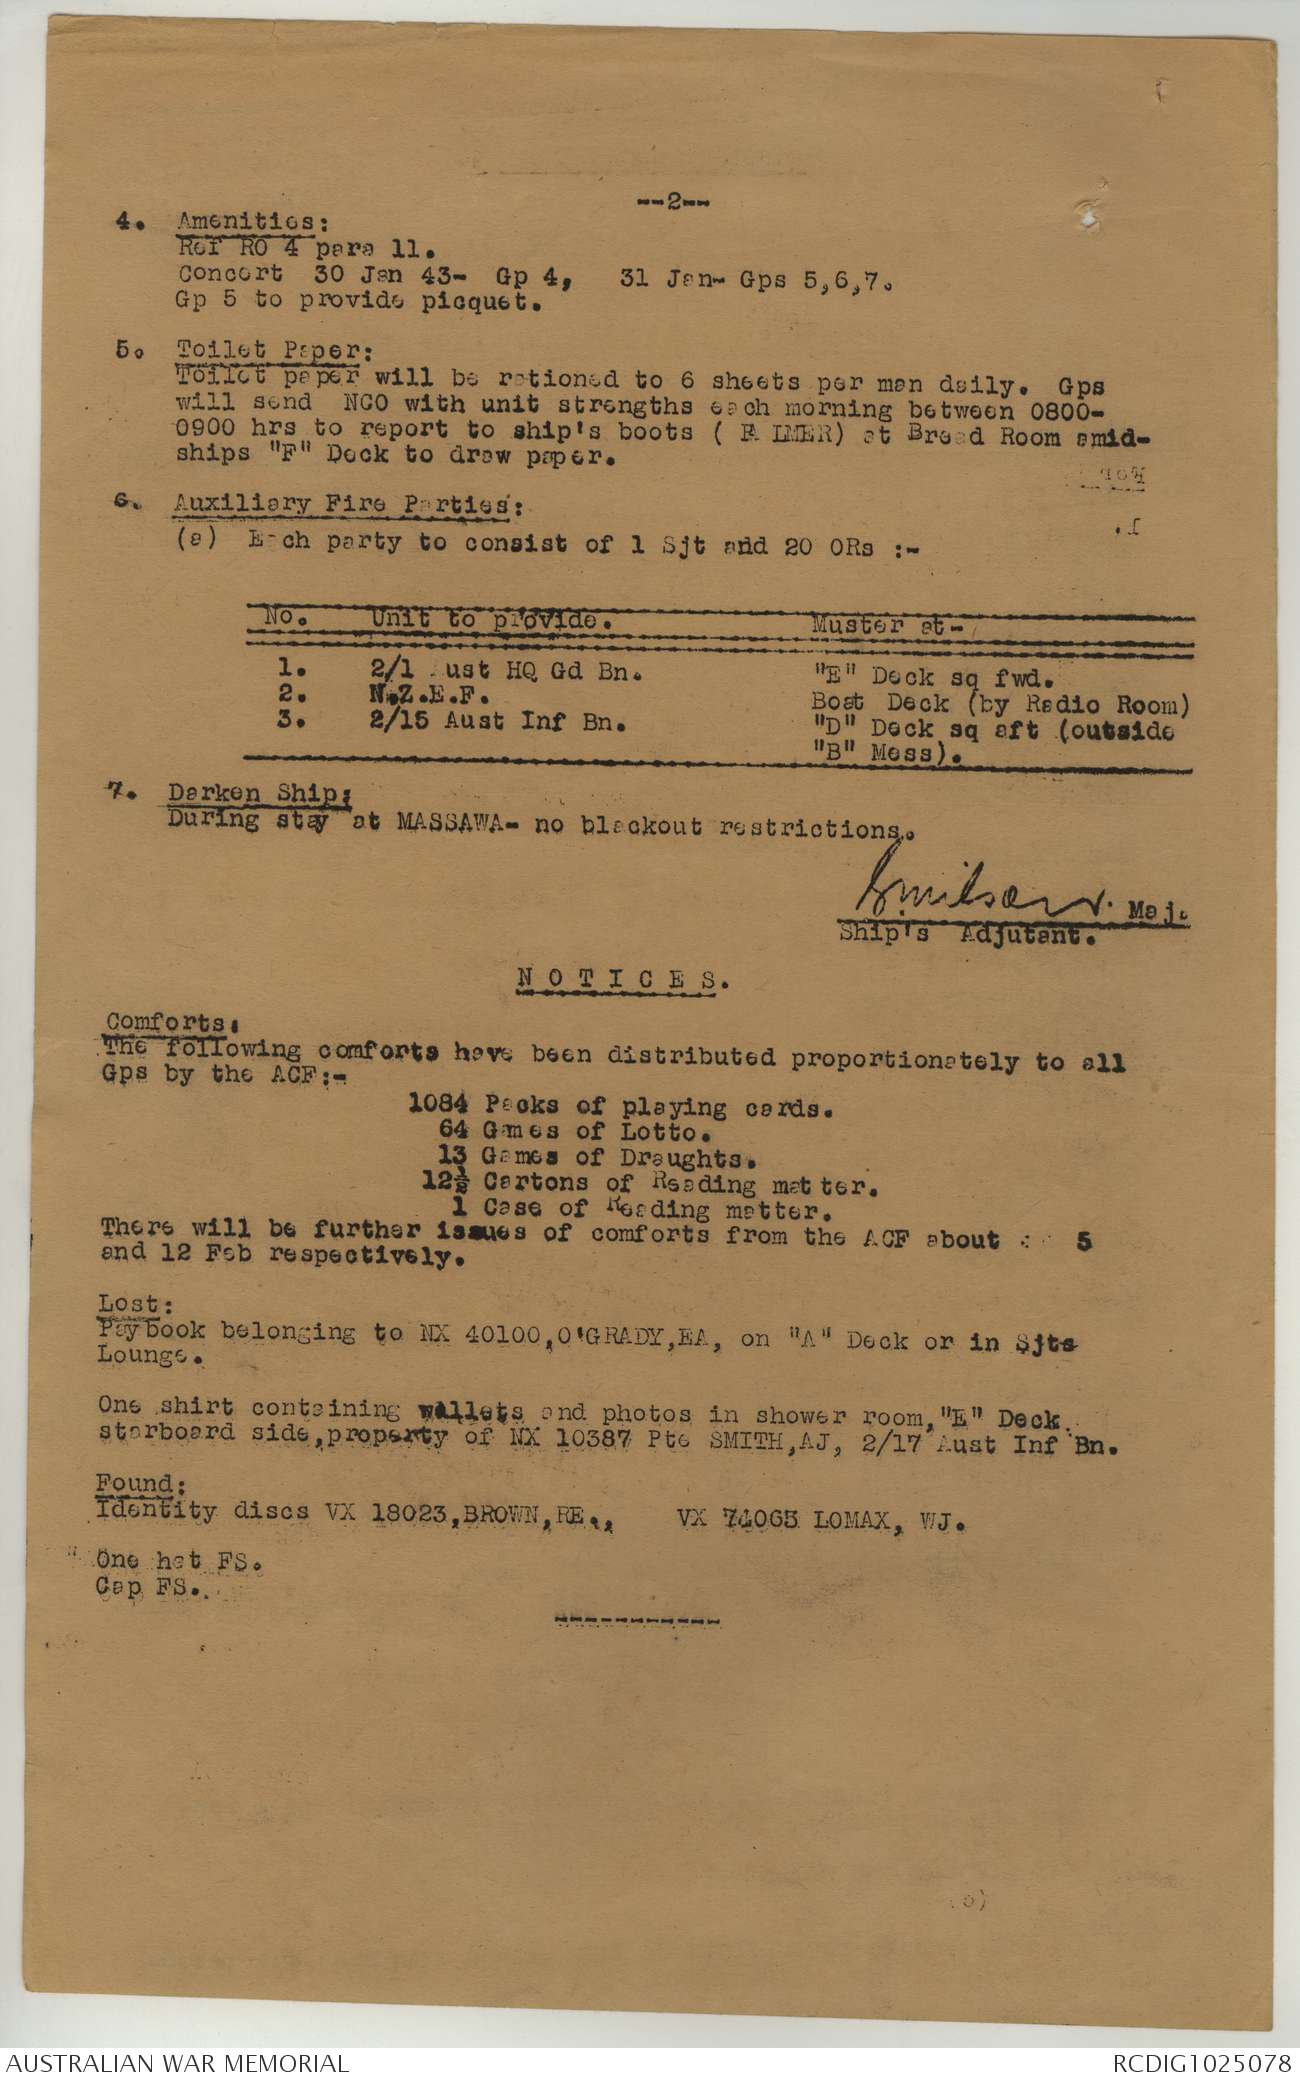 --2--
4. Amenities:
Ref RO 4 para 11.
Concert 30 Jan 43- Gp 4, 31 Jan- Gps 5,6,7.
Gp 5 to provide picquet.
5. Toilet Paper:
Toilet paper will be rationed to 6 sheets per man daily. Gps
will send NCO with unit strengths each morning between 0800-
0900 hrs to report to ship's boots ( PALMER) at Bread Room amid-
ships "F" Deck to draw paper.
6. Auxiliary Fire Parties:
(a) Each party to consist of 1 Sjt and 20 ORs :-
No. Unit to provide. Muster at-
1. 2/1 Aust HQ Gd Bn. "E" Deck sq fwd.
2. N.Z.E.F. Boat Deck (by Radio Room)
3. 2/15 Aust Inf Bn. "D" Deck sq aft (outside
"B" Mess).
7. Darken Ship:
During stay at MASSAWA- no blackout restrictions.
Maj.
Ship's Adjutant.
N O T I C E S.
Comforts:
The following comforts have been distributed proportionately to all
Gps by the ACF:-
1084 Packs of playing cards.
64 Games of Lotto.
13 Games of Draughts.
12½ Cartons of Reading matter.
1 Case of Reading matter.
There will be further issues of comforts from the ACF about 5
and 12 Feb respectively.
Lost:
Paybook belonging to NX 40100,O'GRADY,EA, on "A" Deck or in Sjts
Lounge.
One shirt containing wallets and photos in shower room,"E" Deck
starboard side,property of NX 10387 Pte SMITH,AJ, 2/17 Aust Inf Bn.
Found:
Identity discs VX 18023,BROWN,RE., VX 74063 LOMAX, WJ.
One hat FS.
Cap FS.
-----------
AUSTRALIAN WAR MEMORIAL
RCDIG1025078